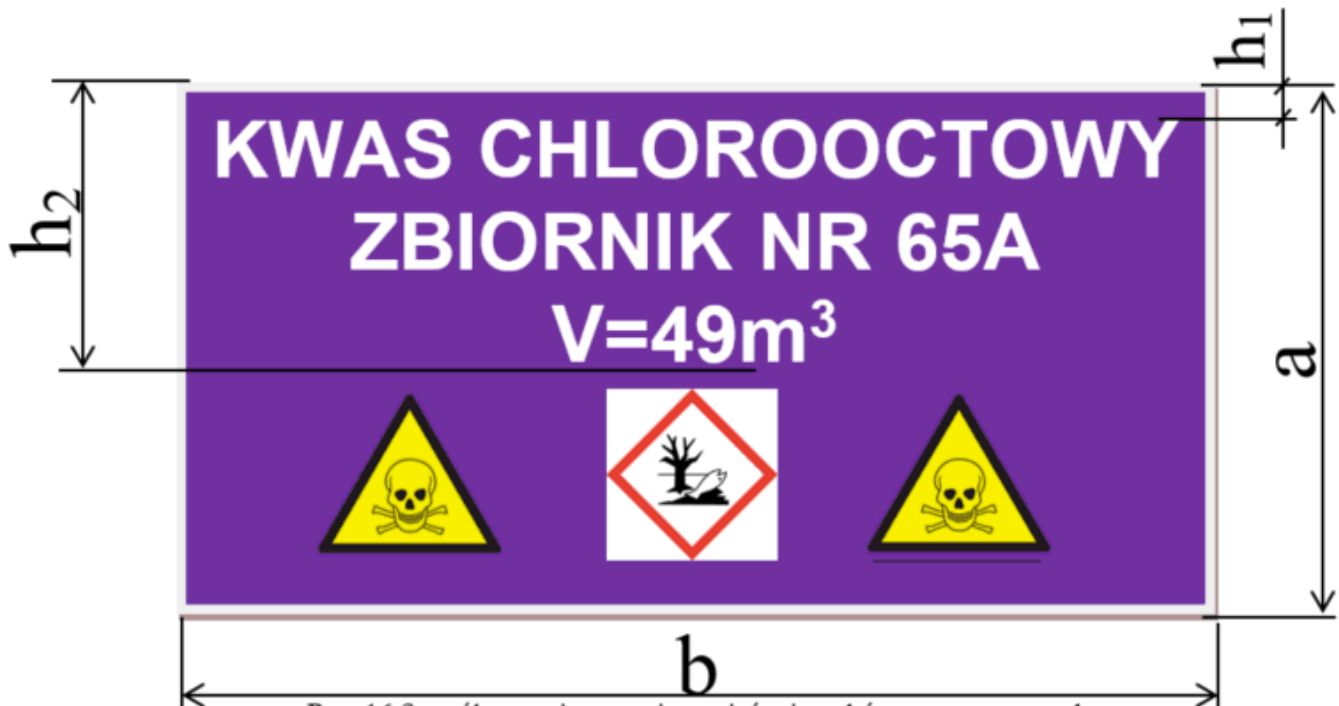 h₁
KWAS CHLOROOCTOWY
ZBIORNIK NR 65A
V=49m³
h₂
a
b